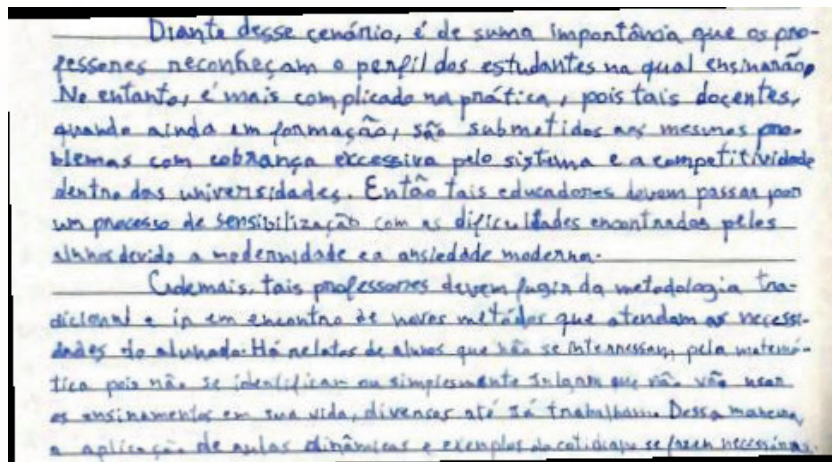 Diante desse cenário, é de suma importância que os pro-
fessores reconheçam o perfil dos estudantes na qual ensinarão.
No entanto, é mais complicado na prática, pois tais docentes,
quando ainda em formação, são submetidos aos mesmos pro-
blemas com cobrança excessiva pelo sistema e a competitividade
dentro das universidades. Então tais educadores devem passar por
um processo de sensibilização com as dificuldades encontradas pelos
alunos devido a modernidade e a ansiedade moderna.
Ademais, tais professores devem fugir da metodologia tra-
dicional e ir em encontro de novos métodos que atendam as necessi-
dades do alunado. Há relatos de alunos que não se interessam pela matemá-
tica pois não se identificam ou simplesmente julgam que não vão usar
os ensinamentos em sua vida, diversos até já trabalham. Dessa maneira,
a aplicação de aulas dinâmicas e exemplos do cotidiano se fazem necessárias.